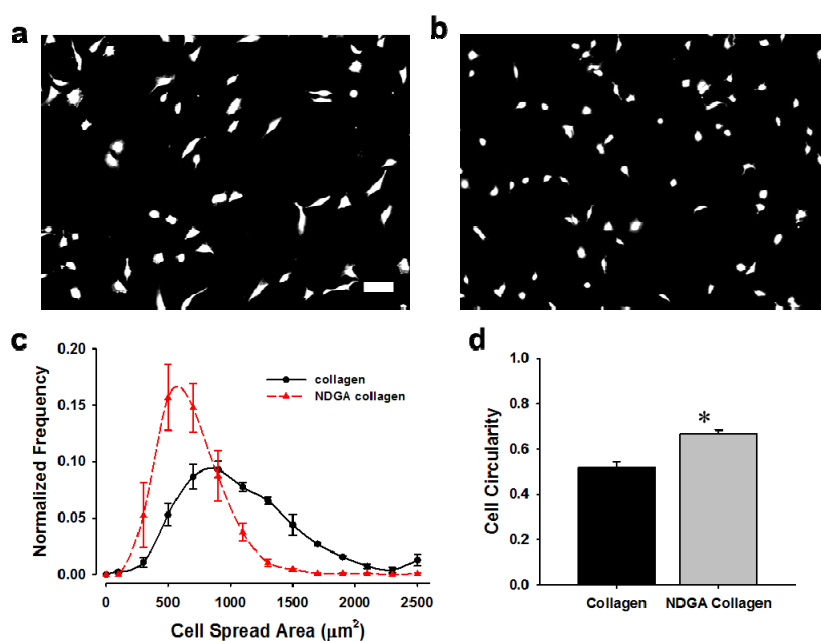 a
b
c
0.20
0.15
0.10
0.05
0.00
Normalized Frequency
collagen
NDGA collagen
0 500 1000 1500 2000 2500
Cell Spread Area (μm²)
d
1.0
0.8
0.6
0.4
0.2
0.0
Cell Circularity
*
Collagen NDGA Collagen